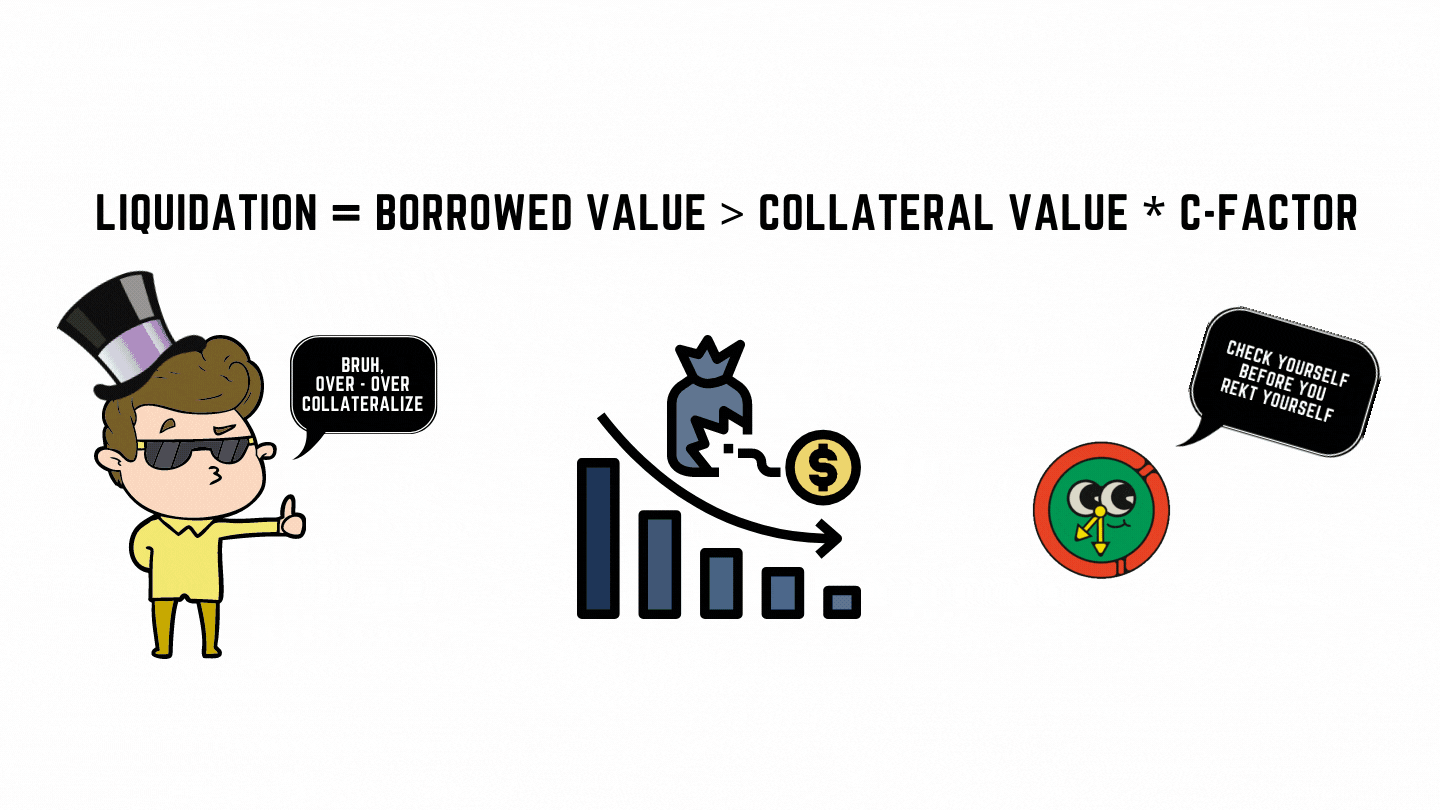 LIQUIDATION = BORROWED VALUE > COLLATERAL VALUE * C-FACTOR
BRUH,
OVER - OVER
COLLATERALIZE
$
CHECK YOURSELF
BEFORE YOU
REKT YOURSELF